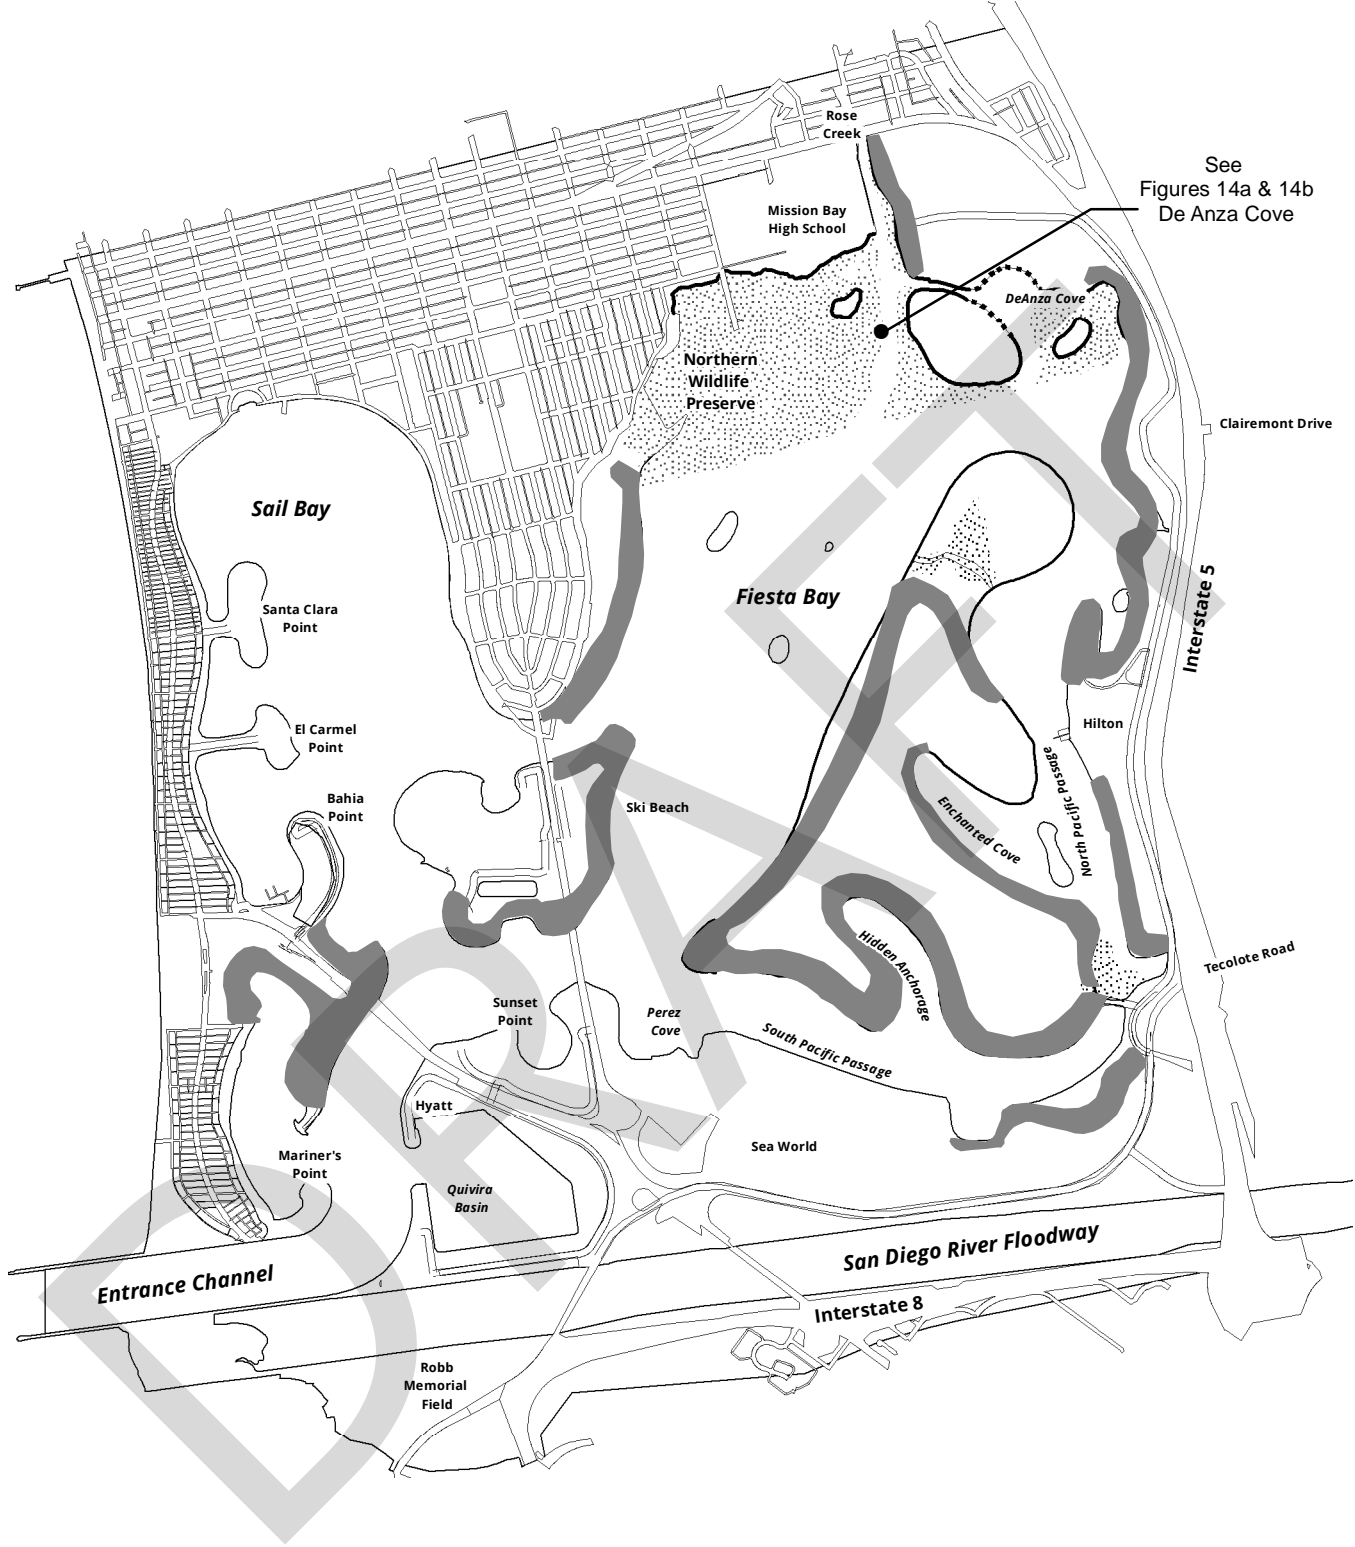 Rose
Creek
See
Figures 14a & 14b
De Anza Cove
Mission Bay
High School
DeAnza Cove
Northern
Wildlife
Preserve
Clairemont Drive
Sail Bay
Fiesta Bay
Interstate 5
Santa Clara
Point
El Carmel
Point
Hilton
North Pacific Passage
Bahia
Point
Ski Beach
Enchanted Cove
Hidden Anchorage
Tecolote Road
Sunset
Point
Perez
Cove
South Pacific Passage
Hyatt
Sea World
Mariner's
Point
Quivira
Basin
San Diego River Floodway
Entrance Channel
Interstate 8
Robb
Memorial
Field
DRAFT